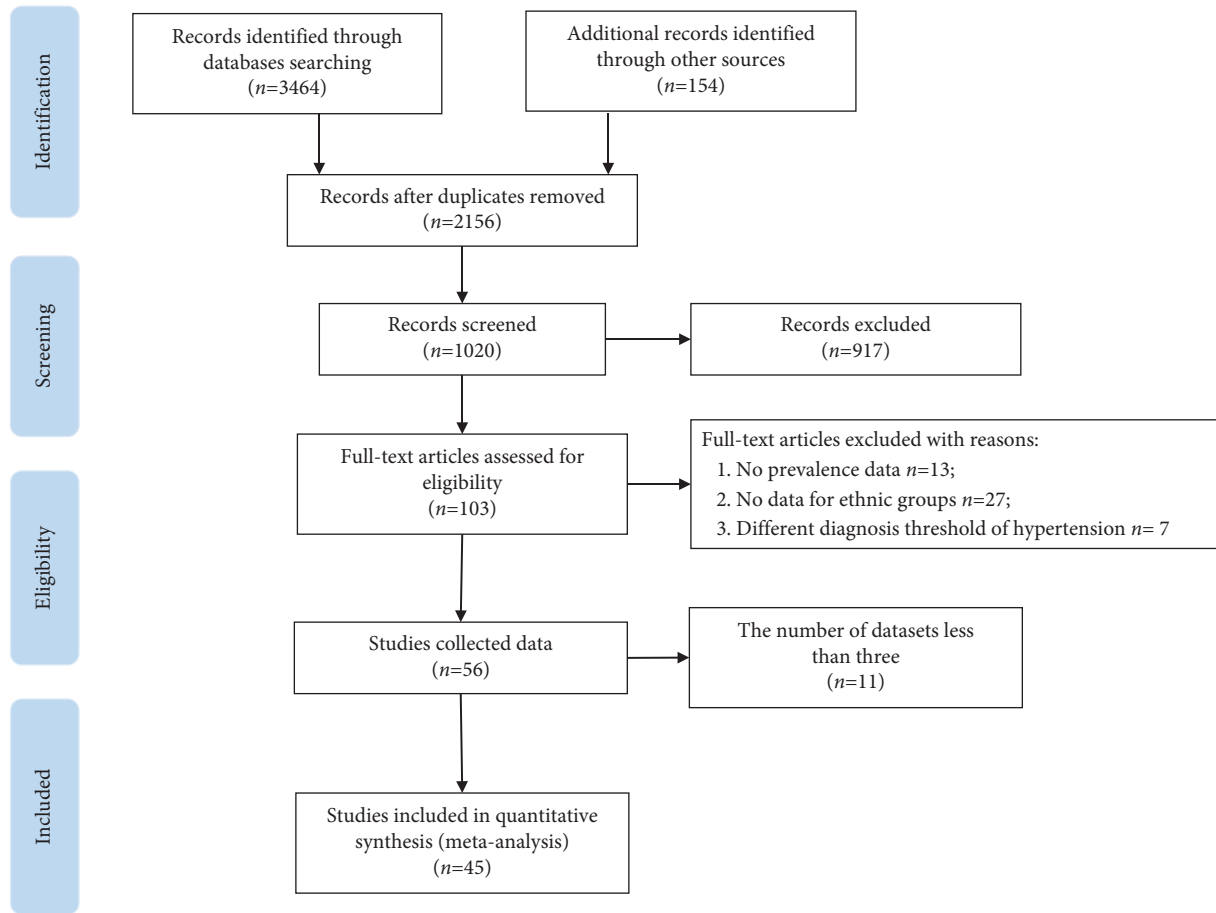 Identification
Records identified through
databases searching
(n=3464)
Additional records identified
through other sources
(n=154)
Records after duplicates removed
(n=2156)
Screening
Records screened
(n=1020)
Records excluded
(n=917)
Eligibility
Full-text articles assessed for
eligibility
(n=103)
Full-text articles excluded with reasons:
1. No prevalence data n=13;
2. No data for ethnic groups n=27;
3. Different diagnosis threshold of hypertension n= 7
Studies collected data
(n=56)
The number of datasets less
than three
(n=11)
Included
Studies included in quantitative
synthesis (meta-analysis)
(n=45)